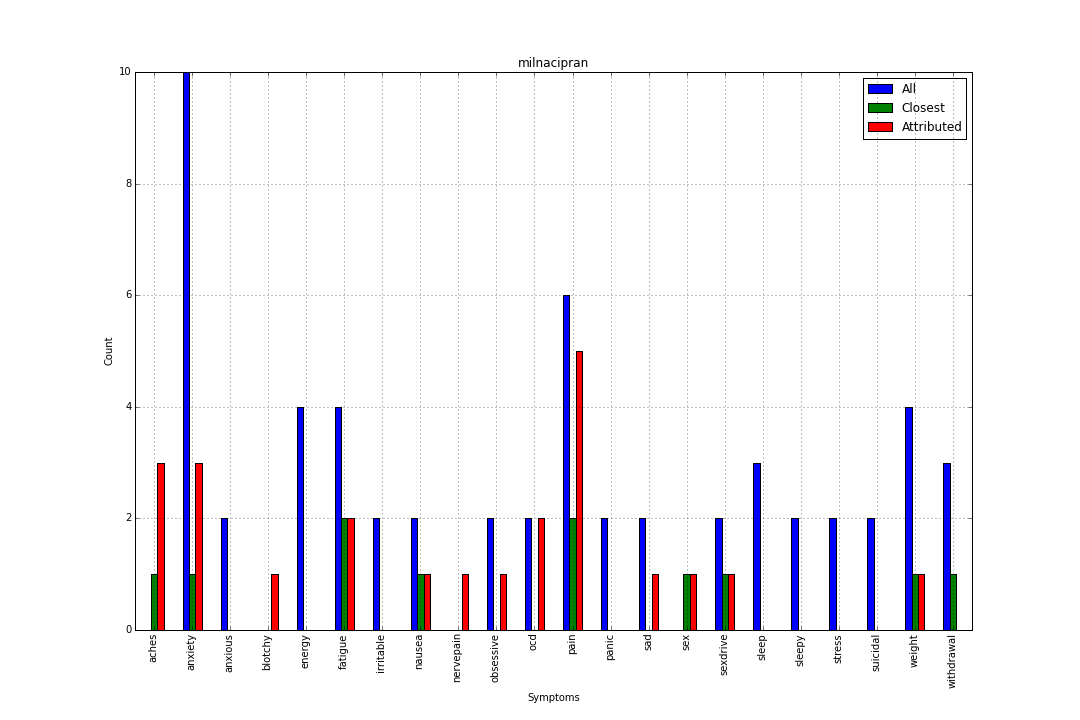 milnacipran
All
Closest
Attributed
10
8
6
4
2
0
Count
aches
anxiety
anxious
blotchy
energy
fatigue
irritable
nausea
nervepain
obsessive
ocd
pain
panic
sad
sex
sexdrive
sleep
sleepy
stress
suicidal
weight
withdrawal
Symptoms